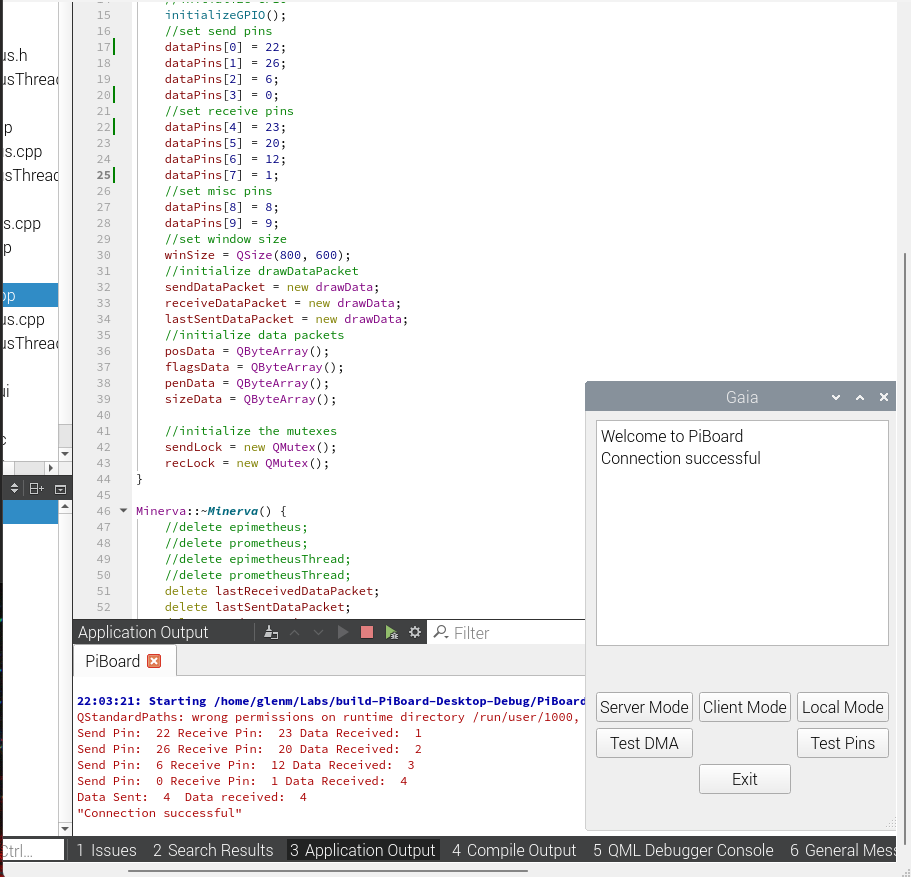 15 initializeGPIO();
16 //set send pins
17 dataPins[0] = 22;
18 dataPins[1] = 26;
19 dataPins[2] = 6;
20 dataPins[3] = 0;
21 //set receive pins
22 dataPins[4] = 23;
23 dataPins[5] = 20;
24 dataPins[6] = 12;
25 dataPins[7] = 1;
26 //set misc pins
27 dataPins[8] = 8;
28 dataPins[9] = 9;
29 //set window size
30 winSize = QSize(800, 600);
31 //initialize drawDataPacket
32 sendDataPacket = new drawData;
33 receiveDataPacket = new drawData;
34 lastSentDataPacket = new drawData;
35 //initialize data packets
36 posData = QByteArray();
37 flagsData = QByteArray();
38 penData = QByteArray();
39 sizeData = QByteArray();
40
41 //initialize the mutexes
42 sendLock = new QMutex();
43 recLock = new QMutex();
44 }
45
46 Minerva::~Minerva() {
47 //delete epimetheus;
48 //delete prometheus;
49 //delete epimetheusThread;
50 //delete prometheusThread;
51 delete lastReceivedDataPacket;
52 delete lastSentDataPacket;
us.h
usThread
p
s.cpp
sThread
s.cpp
p
pp
us.cpp
usThread
ui
c
Application Output
Filter
PiBoard
22:03:21: Starting /home/glenm/Labs/build-PiBoard-Desktop-Debug/PiBoard
QStandardPaths: wrong permissions on runtime directory /run/user/1000,
Send Pin: 22 Receive Pin: 23 Data Received: 1
Send Pin: 26 Receive Pin: 20 Data Received: 2
Send Pin: 6 Receive Pin: 12 Data Received: 3
Send Pin: 0 Receive Pin: 1 Data Received: 4
Data Sent: 4 Data received: 4
"Connection successful"
Gaia
Welcome to PiBoard
Connection successful
Server Mode Client Mode Local Mode
Test DMA Test Pins
Exit
Ctrl... 1 Issues 2 Search Results 3 Application Output 4 Compile Output 5 QML Debugger Console 6 General Mess